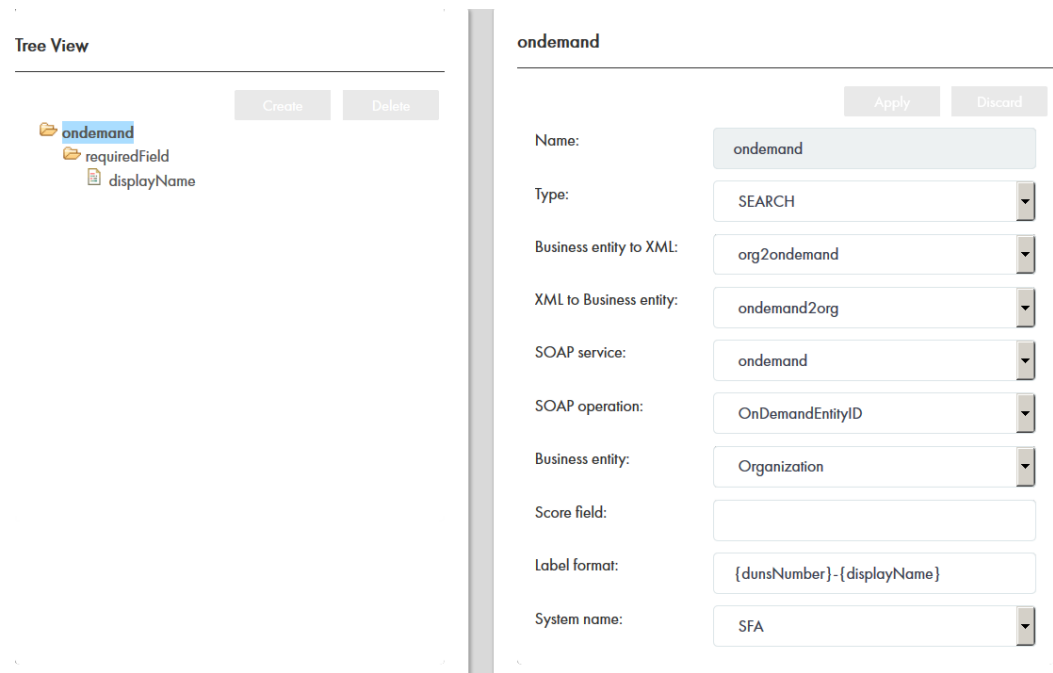 Tree View
Create
Delete
ondemand
requiredField
displayName
ondemand
Apply
Discard
Name:
ondemand
Type:
SEARCH
Business entity to XML:
org2ondemand
XML to Business entity:
ondemand2org
SOAP service:
ondemand
SOAP operation:
OnDemandEntityID
Business entity:
Organization
Score field:
Label format:
{dunsNumber}-{displayName}
System name:
SFA